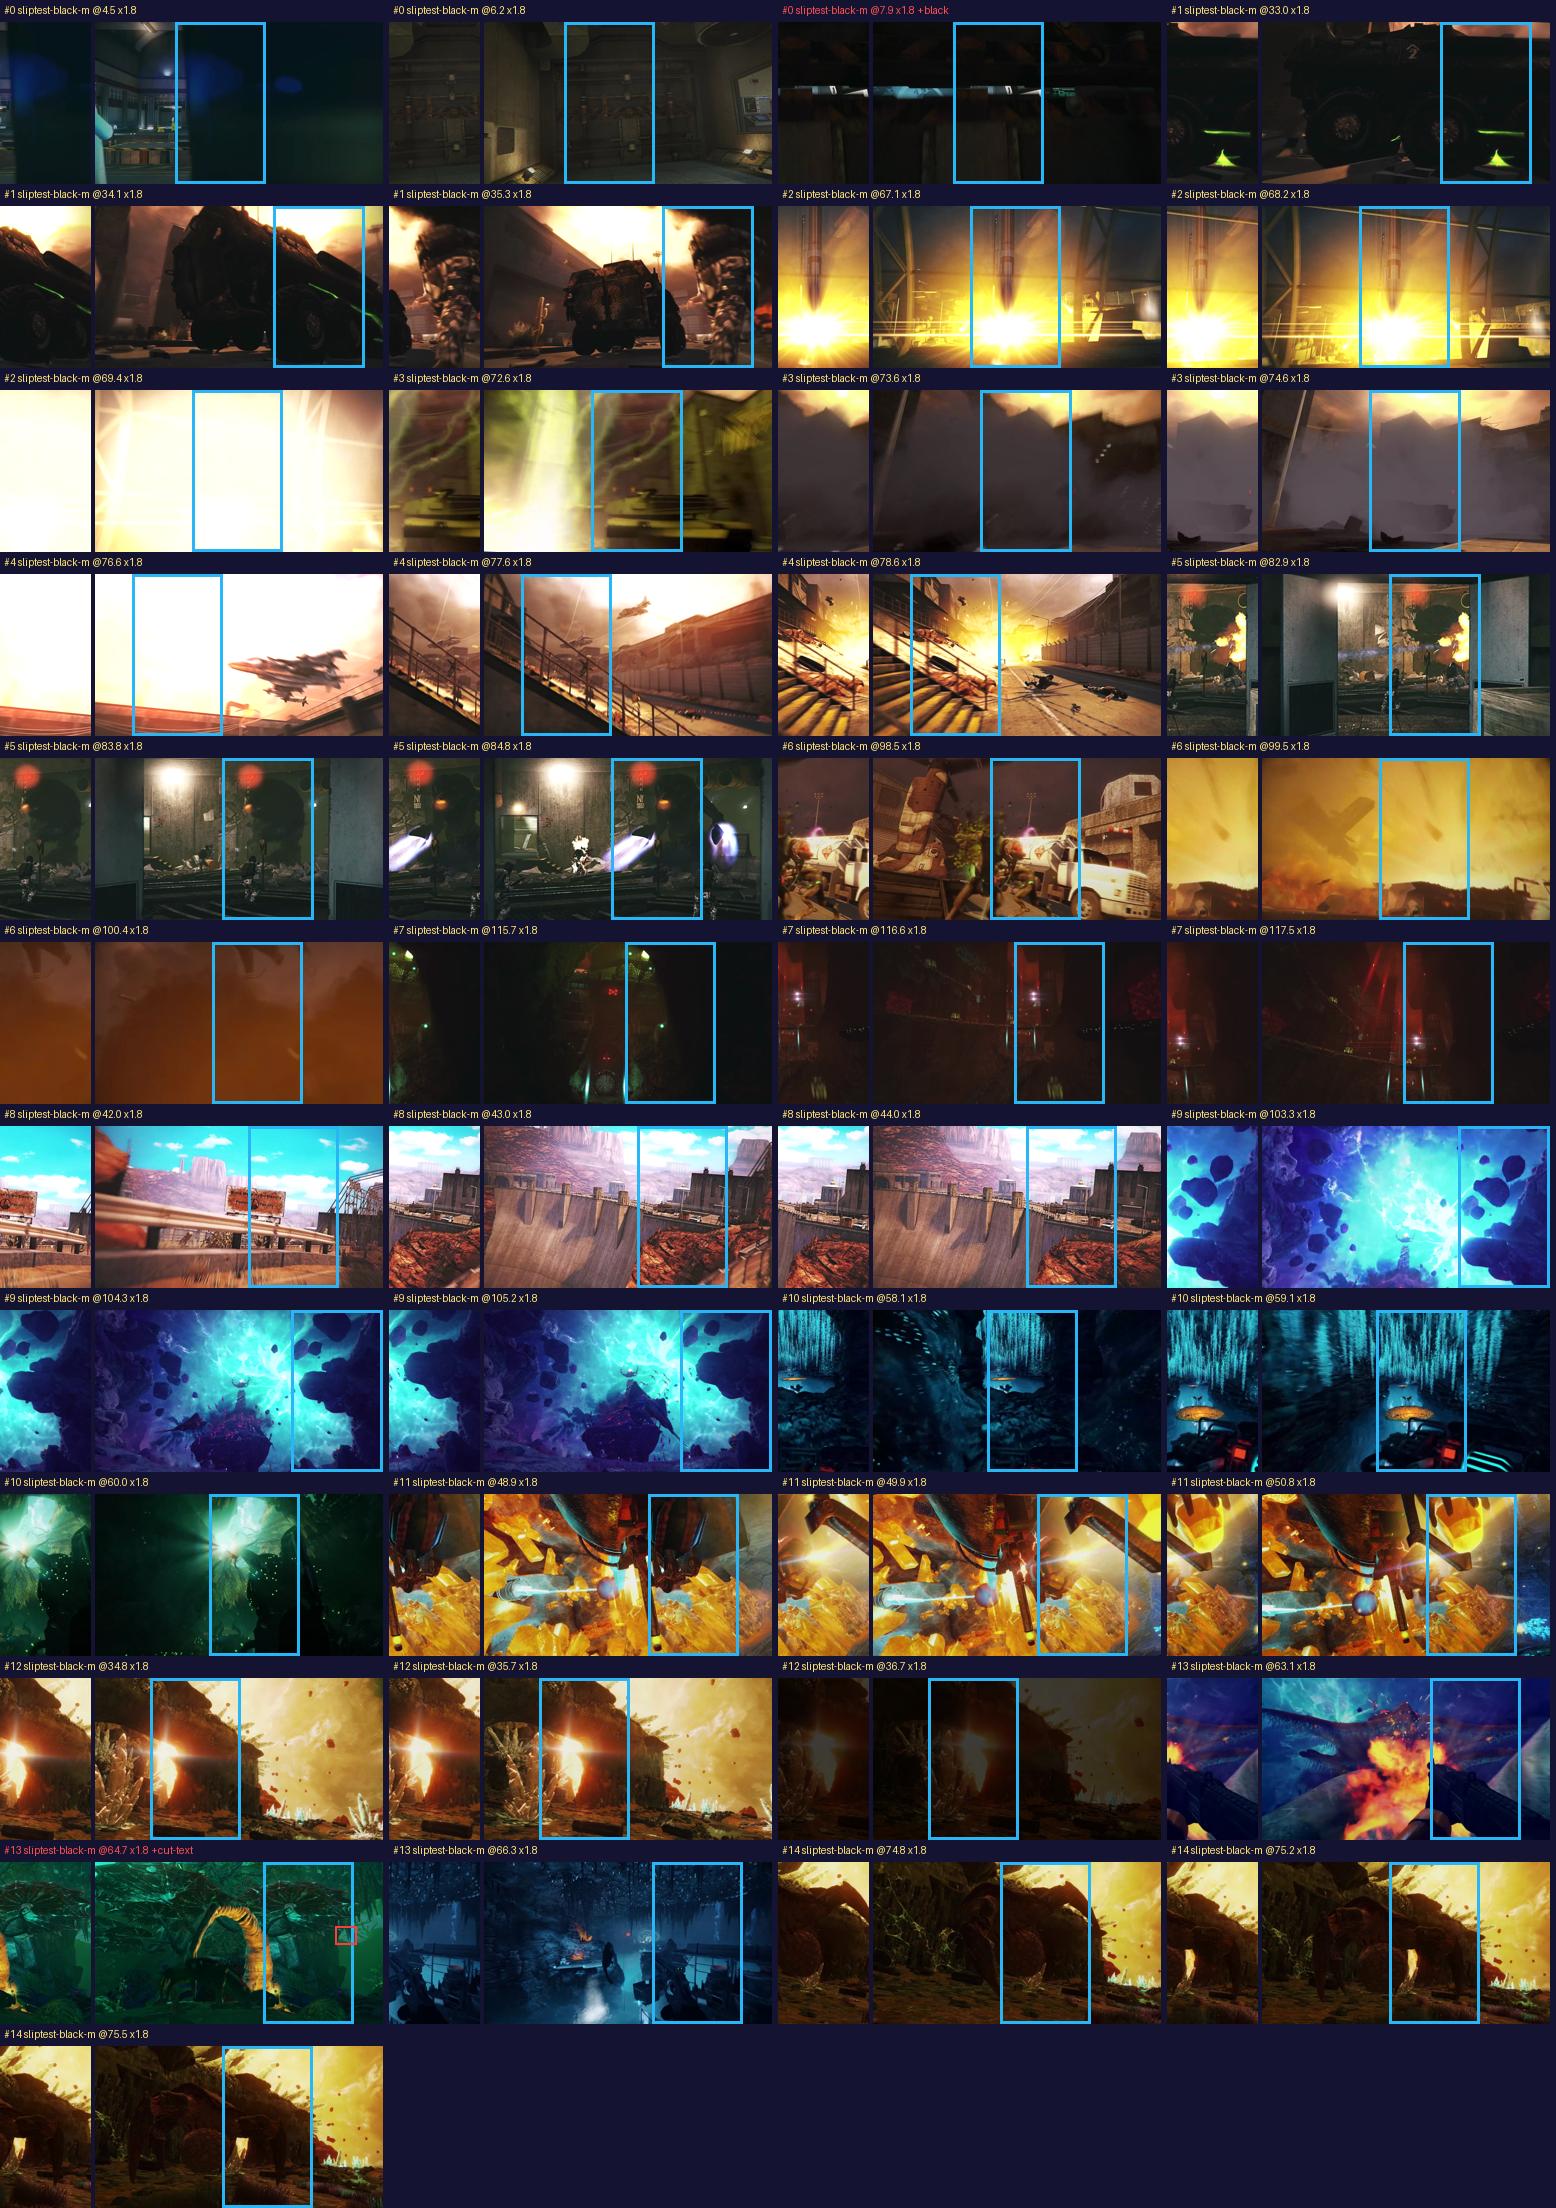 #0 sliptest-black-m @4.5 x1.8
#0 sliptest-black-m @6.2 x1.8
#0 sliptest-black-m @7.9 x1.8 +black
#1 sliptest-black-m @33.0 x1.8
#1 sliptest-black-m @34.1 x1.8
#1 sliptest-black-m @35.3 x1.8
#2 sliptest-black-m @67.1 x1.8
#2 sliptest-black-m @68.2 x1.8
#2 sliptest-black-m @69.4 x1.8
#3 sliptest-black-m @72.6 x1.8
#3 sliptest-black-m @73.6 x1.8
#3 sliptest-black-m @74.6 x1.8
#4 sliptest-black-m @76.6 x1.8
#4 sliptest-black-m @77.6 x1.8
#4 sliptest-black-m @78.6 x1.8
#5 sliptest-black-m @82.9 x1.8
#5 sliptest-black-m @83.8 x1.8
#5 sliptest-black-m @84.8 x1.8
#6 sliptest-black-m @98.5 x1.8
#6 sliptest-black-m @99.5 x1.8
#6 sliptest-black-m @100.4 x1.8
#7 sliptest-black-m @115.7 x1.8
#7 sliptest-black-m @116.6 x1.8
#7 sliptest-black-m @117.5 x1.8
#8 sliptest-black-m @42.0 x1.8
#8 sliptest-black-m @43.0 x1.8
#8 sliptest-black-m @44.0 x1.8
#9 sliptest-black-m @103.3 x1.8
#9 sliptest-black-m @104.3 x1.8
#9 sliptest-black-m @105.2 x1.8
#10 sliptest-black-m @58.1 x1.8
#10 sliptest-black-m @59.1 x1.8
#10 sliptest-black-m @60.0 x1.8
#11 sliptest-black-m @48.9 x1.8
#11 sliptest-black-m @49.9 x1.8
#11 sliptest-black-m @50.8 x1.8
#12 sliptest-black-m @34.8 x1.8
#12 sliptest-black-m @35.7 x1.8
#12 sliptest-black-m @36.7 x1.8
#13 sliptest-black-m @63.1 x1.8
#13 sliptest-black-m @64.7 x1.8 +cut-text
#13 sliptest-black-m @66.3 x1.8
#14 sliptest-black-m @74.8 x1.8
#14 sliptest-black-m @75.2 x1.8
#14 sliptest-black-m @75.5 x1.8